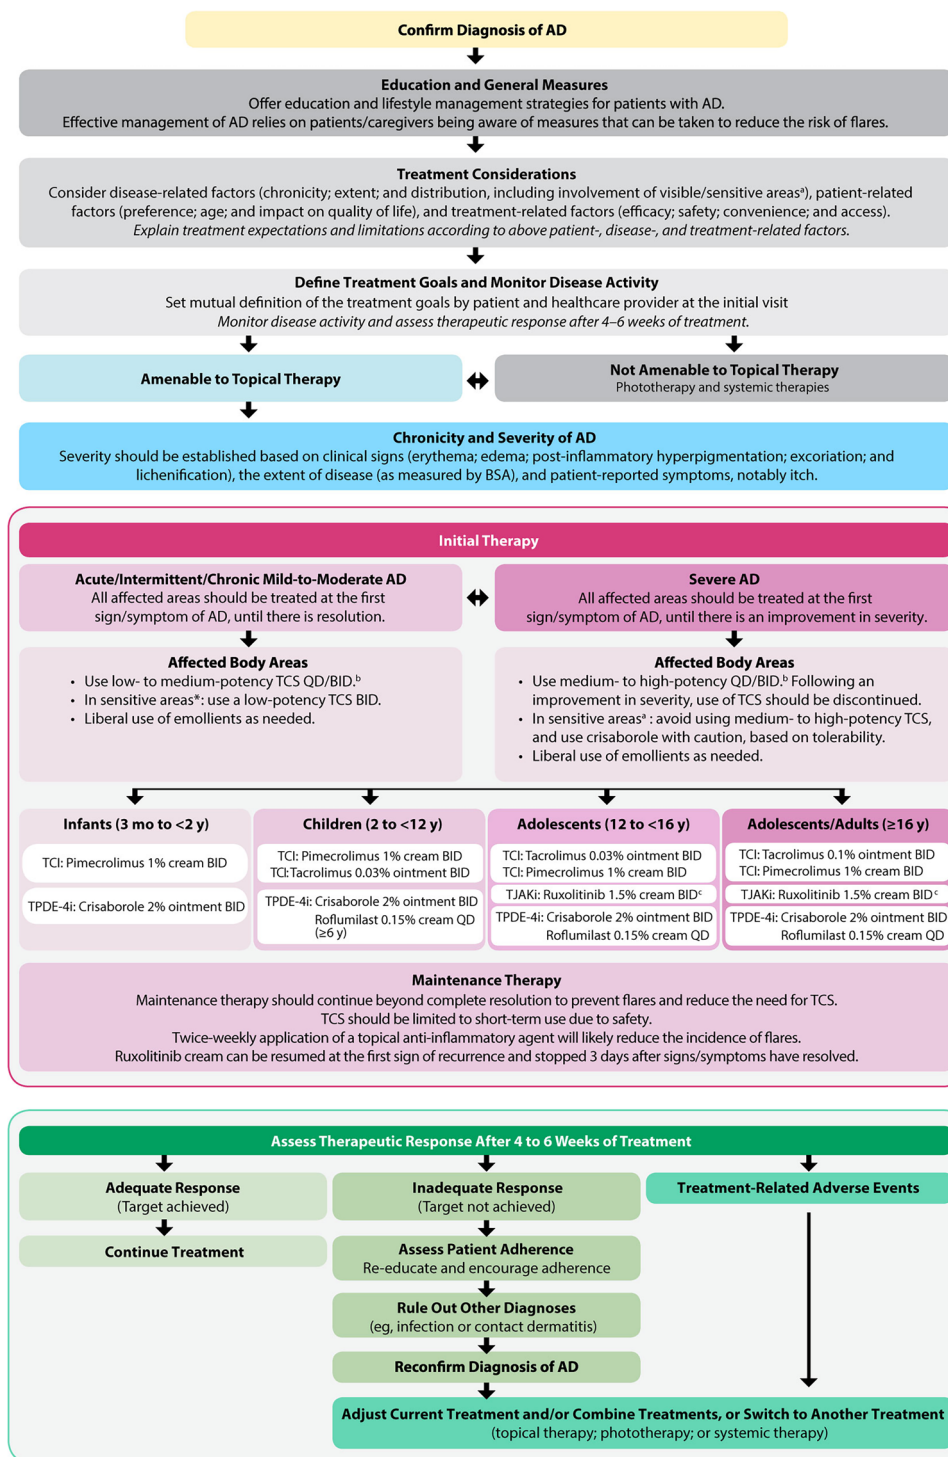 Confirm Diagnosis of AD
Education and General Measures
Offer education and lifestyle management strategies for patients with AD.
Effective management of AD relies on patients/caregivers being aware of measures that can be taken to reduce the risk of flares.
Treatment Considerations
Consider disease-related factors (chronicity; extent; and distribution, including involvement of visible/sensitive areasᵃ), patient-related
factors (preference; age; and impact on quality of life), and treatment-related factors (efficacy; safety; convenience; and access).
Explain treatment expectations and limitations according to above patient-, disease-, and treatment-related factors.
Define Treatment Goals and Monitor Disease Activity
Set mutual definition of the treatment goals by patient and healthcare provider at the initial visit
Monitor disease activity and assess therapeutic response after 4–6 weeks of treatment.
Amenable to Topical Therapy
Not Amenable to Topical Therapy
Phototherapy and systemic therapies
Chronicity and Severity of AD
Severity should be established based on clinical signs (erythema; edema; post-inflammatory hyperpigmentation; excoriation; and
lichenification), the extent of disease (as measured by BSA), and patient-reported symptoms, notably itch.
Initial Therapy
Acute/Intermittent/Chronic Mild-to-Moderate AD
All affected areas should be treated at the first
sign/symptom of AD, until there is resolution.
Severe AD
All affected areas should be treated at the first
sign/symptom of AD, until there is an improvement in severity.
Affected Body Areas
• Use low- to medium-potency TCS QD/BID.ᵇ
• In sensitive areas*: use a low-potency TCS BID.
• Liberal use of emollients as needed.
Affected Body Areas
• Use medium- to high-potency QD/BID.ᵇ Following an
improvement in severity, use of TCS should be discontinued.
• In sensitive areasᵃ : avoid using medium- to high-potency TCS,
and use crisaborole with caution, based on tolerability.
• Liberal use of emollients as needed.
Infants (3 mo to <2 y)
TCI: Pimecrolimus 1% cream BID
TPDE-4i: Crisaborole 2% ointment BID
Children (2 to <12 y)
TCI: Pimecrolimus 1% cream BID
TCI:Tacrolimus 0.03% ointment BID
TPDE-4i: Crisaborole 2% ointment BID
Roflumilast 0.15% cream QD
(≥6 y)
Adolescents (12 to <16 y)
TCI: Tacrolimus 0.03% ointment BID
TCI: Pimecrolimus 1% cream BID
TJAKi: Ruxolitinib 1.5% cream BIDᶜ
TPDE-4i: Crisaborole 2% ointment BID
Roflumilast 0.15% cream QD
Adolescents/Adults (≥16 y)
TCI: Tacrolimus 0.1% ointment BID
TCI: Pimecrolimus 1% cream BID
TJAKi: Ruxolitinib 1.5% cream BIDᶜ
TPDE-4i: Crisaborole 2% ointment BID
Roflumilast 0.15% cream QD
Maintenance Therapy
Maintenance therapy should continue beyond complete resolution to prevent flares and reduce the need for TCS.
TCS should be limited to short-term use due to safety.
Twice-weekly application of a topical anti-inflammatory agent will likely reduce the incidence of flares.
Ruxolitinib cream can be resumed at the first sign of recurrence and stopped 3 days after signs/symptoms have resolved.
Assess Therapeutic Response After 4 to 6 Weeks of Treatment
Adequate Response
(Target achieved)
Continue Treatment
Inadequate Response
(Target not achieved)
Assess Patient Adherence
Re-educate and encourage adherence
Rule Out Other Diagnoses
(eg, infection or contact dermatitis)
Reconfirm Diagnosis of AD
Treatment-Related Adverse Events
Adjust Current Treatment and/or Combine Treatments, or Switch to Another Treatment
(topical therapy; phototherapy; or systemic therapy)